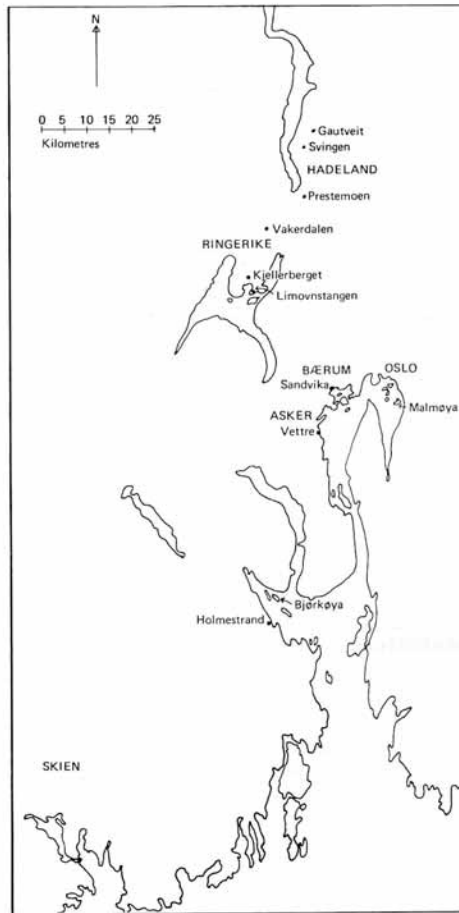 N
0 5 10 15 20 25
Kilometres
Gautveit
Svingen
HADELAND
Prestemoen
Vakerdalen
RINGERIKE
Kjellerberget
Limovnstangen
BÆRUM
OSLO
Sandvika
Malmøya
ASKER
Vettre
Bjørkøya
Holmestrand
SKIEN